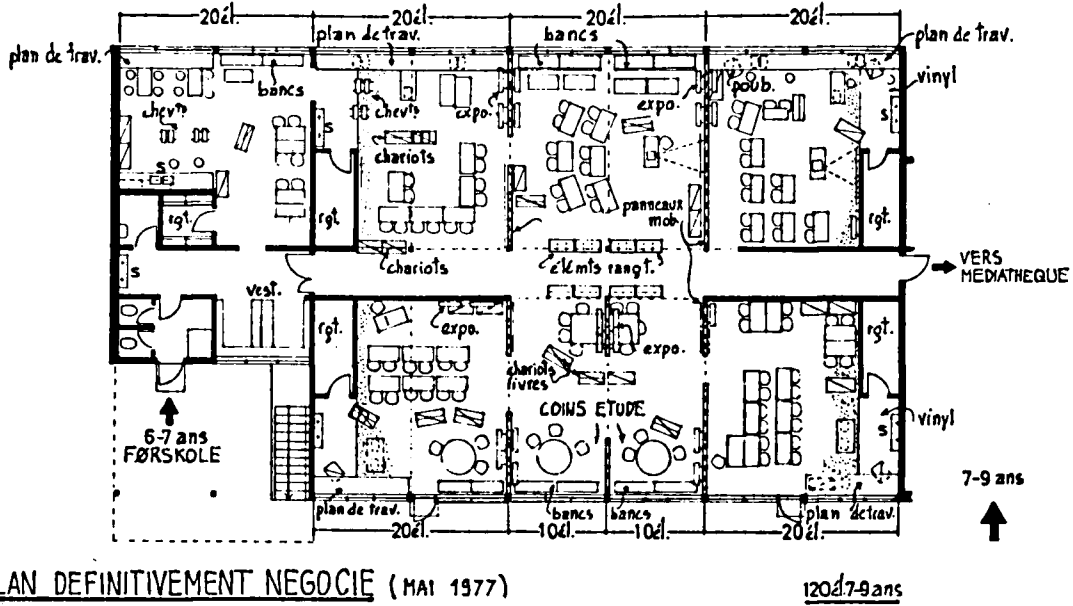 20él. 20él. 20él. 20él.
plan de trav. plan de trav. bancs plan de trav.
bancs expo. poub. vinyl
chevts chevts expo.
s chariots s
s
rgt. rgt. panneaux mob. rgt.
s chariots élémts rangt. VERS MEDIATHEQUE
vest.
rgt. expo. expo. rgt.
chariots livres
COINS ETUDE
s vinyl
6-7 ans
FØRSKOLE
7-9 ans
plan de trav. bancs bancs plan de trav.
20él. 10él. 10él. 20él.
LAN DEFINITIVEMENT NEGOCIE (MAI 1977)
120él.7-9ans